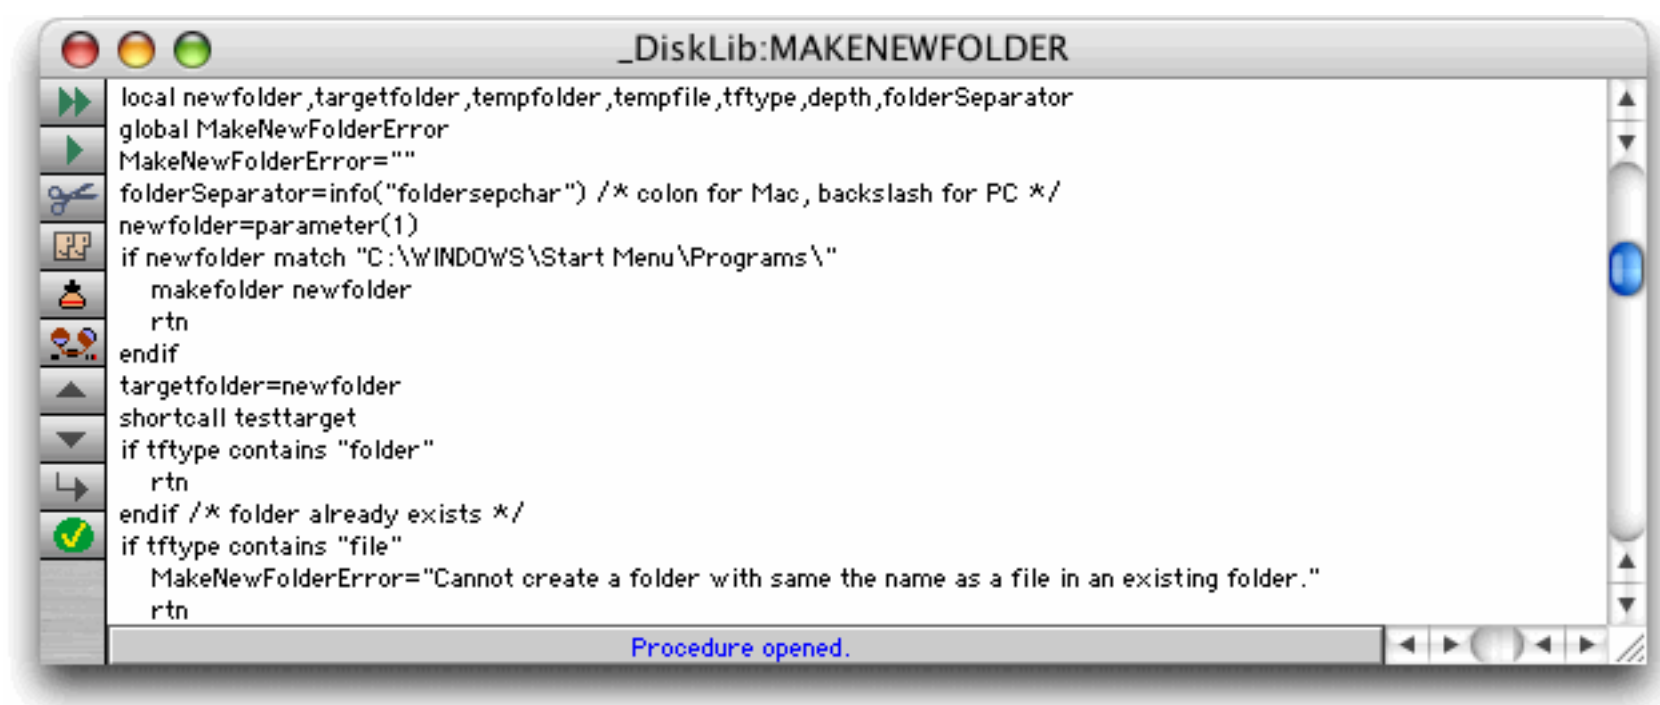 _DiskLib:MAKENEWFOLDER
local newfolder,targetfolder,tempfolder,tempfile,tftype,depth,folderSeparator
global MakeNewFolderError
MakeNewFolderError=""
folderSeparator=info("foldersepchar") /* colon for Mac, backslash for PC */
newfolder=parameter(1)
if newfolder match "C:\WINDOWS\Start Menu\Programs\"
makefolder newfolder
rtn
endif
targetfolder=newfolder
shortcall testtarget
if tftype contains "folder"
rtn
endif /* folder already exists */
if tftype contains "file"
MakeNewFolderError="Cannot create a folder with same the name as a file in an existing folder."
rtn
Procedure opened.